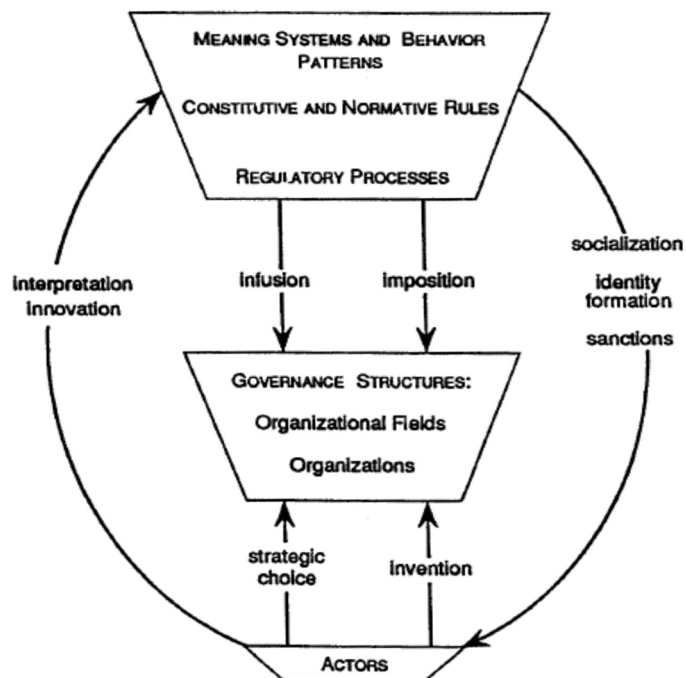 MEANING SYSTEMS AND BEHAVIOR
PATTERNS
CONSTITUTIVE AND NORMATIVE RULES
REGULATORY PROCESSES
socialization
interpretation
innovation
infusion
imposition
identity
formation
sanctions
GOVERNANCE STRUCTURES:
Organizational Fields
Organizations
strategic
choice
invention
ACTORS